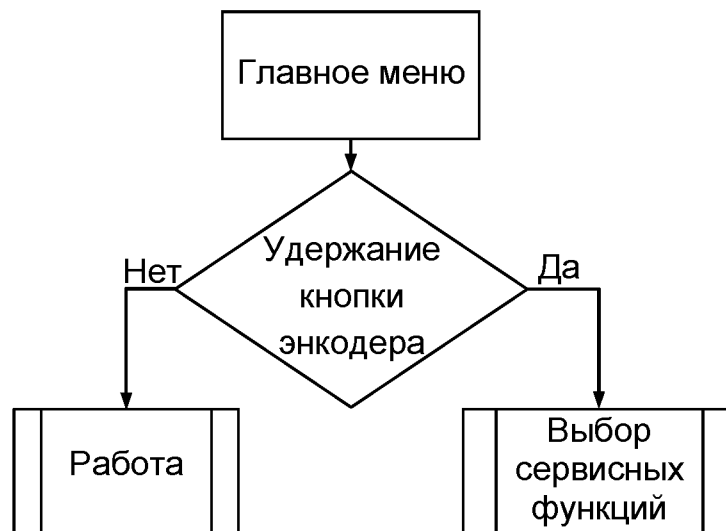 Главное меню
Удержание
кнопки
энкодера
Нет
Да
Работа
Выбор
сервисных
функций